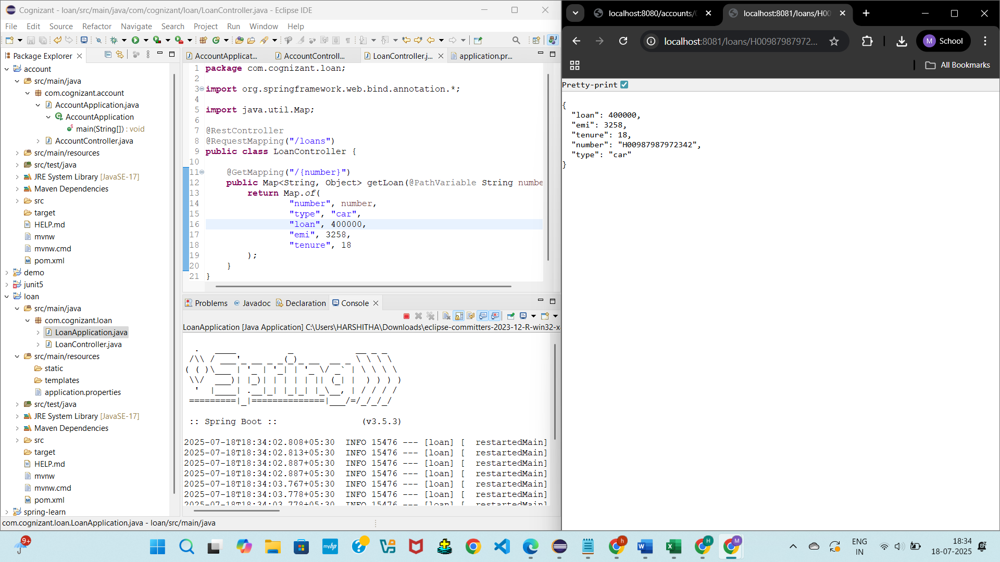 Cognizant - loan/src/main/java/com/cognizant/loan/LoanController.java - Eclipse IDE
File Edit Source Refactor Navigate Search Project Run Window Help
Package Explorer
account
src/main/java
com.cognizant.account
AccountApplication.java
AccountApplication
main(String[]) : void
AccountController.java
src/main/resources
src/test/java
JRE System Library [JavaSE-17]
Maven Dependencies
src
target
HELP.md
mvnw
mvnw.cmd
pom.xml
demo
junit5
loan
src/main/java
com.cognizant.loan
LoanApplication.java
LoanController.java
src/main/resources
static
templates
application.properties
src/test/java
JRE System Library [JavaSE-17]
Maven Dependencies
src
target
HELP.md
mvnw
mvnw.cmd
pom.xml
spring-learn
com.cognizant.loan.LoanApplication.java - loan/src/main/java
AccountApplicat... AccountControll... LoanController.j... application.pr...
1 package com.cognizant.loan;
2
3 import org.springframework.web.bind.annotation.*;
4
5 import java.util.Map;
6
7 @RestController
8 @RequestMapping("/loans")
9 public class LoanController {
10
11 @GetMapping("/{number}")
12 public Map<String, Object> getLoan(@PathVariable String numbe
13 return Map.of(
14 "number", number,
15 "type", "car",
16 "loan", 400000,
17 "emi", 3258,
18 "tenure", 18
19 );
20 }
21 }
Problems @ Javadoc Declaration Console
LoanApplication [Java Application] C:\Users\HARSHITHA\Downloads\eclipse-committers-2023-12-R-win32-x
  .   ____          _            __ _ _
 /\\ / ___'_ __ _ _(_)_ __  __ _ \ \ \ \
( ( )\___ | '_ | '_| | '_ \/ _` | \ \ \ \
 \\/  ___)| |_)| | | | | || (_| |  ) ) ) )
  '  |____| .__|_| |_|_| |_\__, | / / / /
 =========|_|==============|___/=/_/_/_/
:: Spring Boot :: (v3.5.3)
2025-07-18T18:34:02.808+05:30 INFO 15476 --- [loan] [ restartedMain]
2025-07-18T18:34:02.813+05:30 INFO 15476 --- [loan] [ restartedMain]
2025-07-18T18:34:02.887+05:30 INFO 15476 --- [loan] [ restartedMain]
2025-07-18T18:34:02.887+05:30 INFO 15476 --- [loan] [ restartedMain]
2025-07-18T18:34:03.767+05:30 INFO 15476 --- [loan] [ restartedMain]
2025-07-18T18:34:03.778+05:30 INFO 15476 --- [loan] [ restartedMain]
2025-07-18T18:34:03.778+05:30 INFO 15476 --- [loan] [ restartedMain]
localhost:8080/accounts/ localhost:8081/loans/H00
localhost:8081/loans/H00987987972... M School
All Bookmarks
Pretty-print
{
"loan": 400000,
"emi": 3258,
"tenure": 18,
"number": "H00987987972342",
"type": "car"
}
9+
myhp
h
H
M
ENG
IN
18:34
18-07-2025